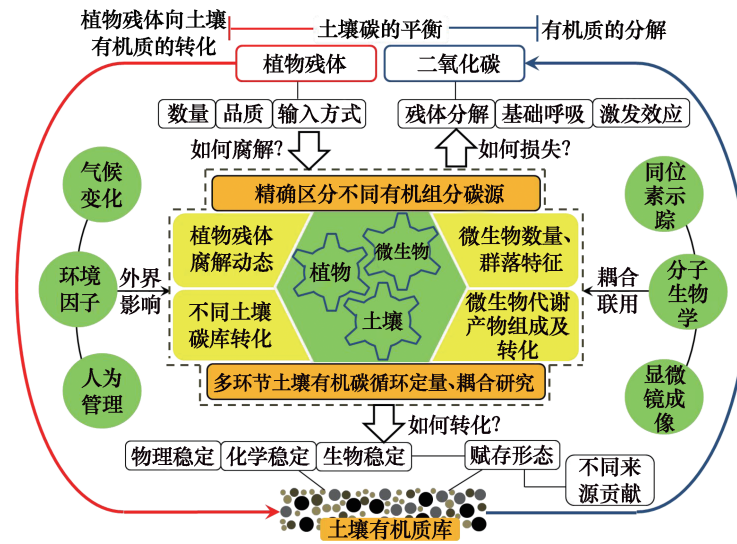 植物残体向土壤
有机质的转化
土壤碳的平衡
有机质的分解
植物残体
二氧化碳
数量
品质
输入方式
残体分解
基础呼吸
激发效应
如何腐解?
如何损失?
精确区分不同有机组分碳源
气候
变化
环境
因子
人为
管理
外界
影响
植物残体
腐解动态
不同土壤
碳库转化
植物
微生物
土壤
微生物数量、
群落特征
微生物代谢
产物组成及
转化
耦合
联用
同位
素示
踪
分子
生物
学
显微
镜成
像
多环节土壤有机碳循环定量、耦合研究
如何转化?
物理稳定
化学稳定
生物稳定
赋存形态
不同来
源贡献
土壤有机质库